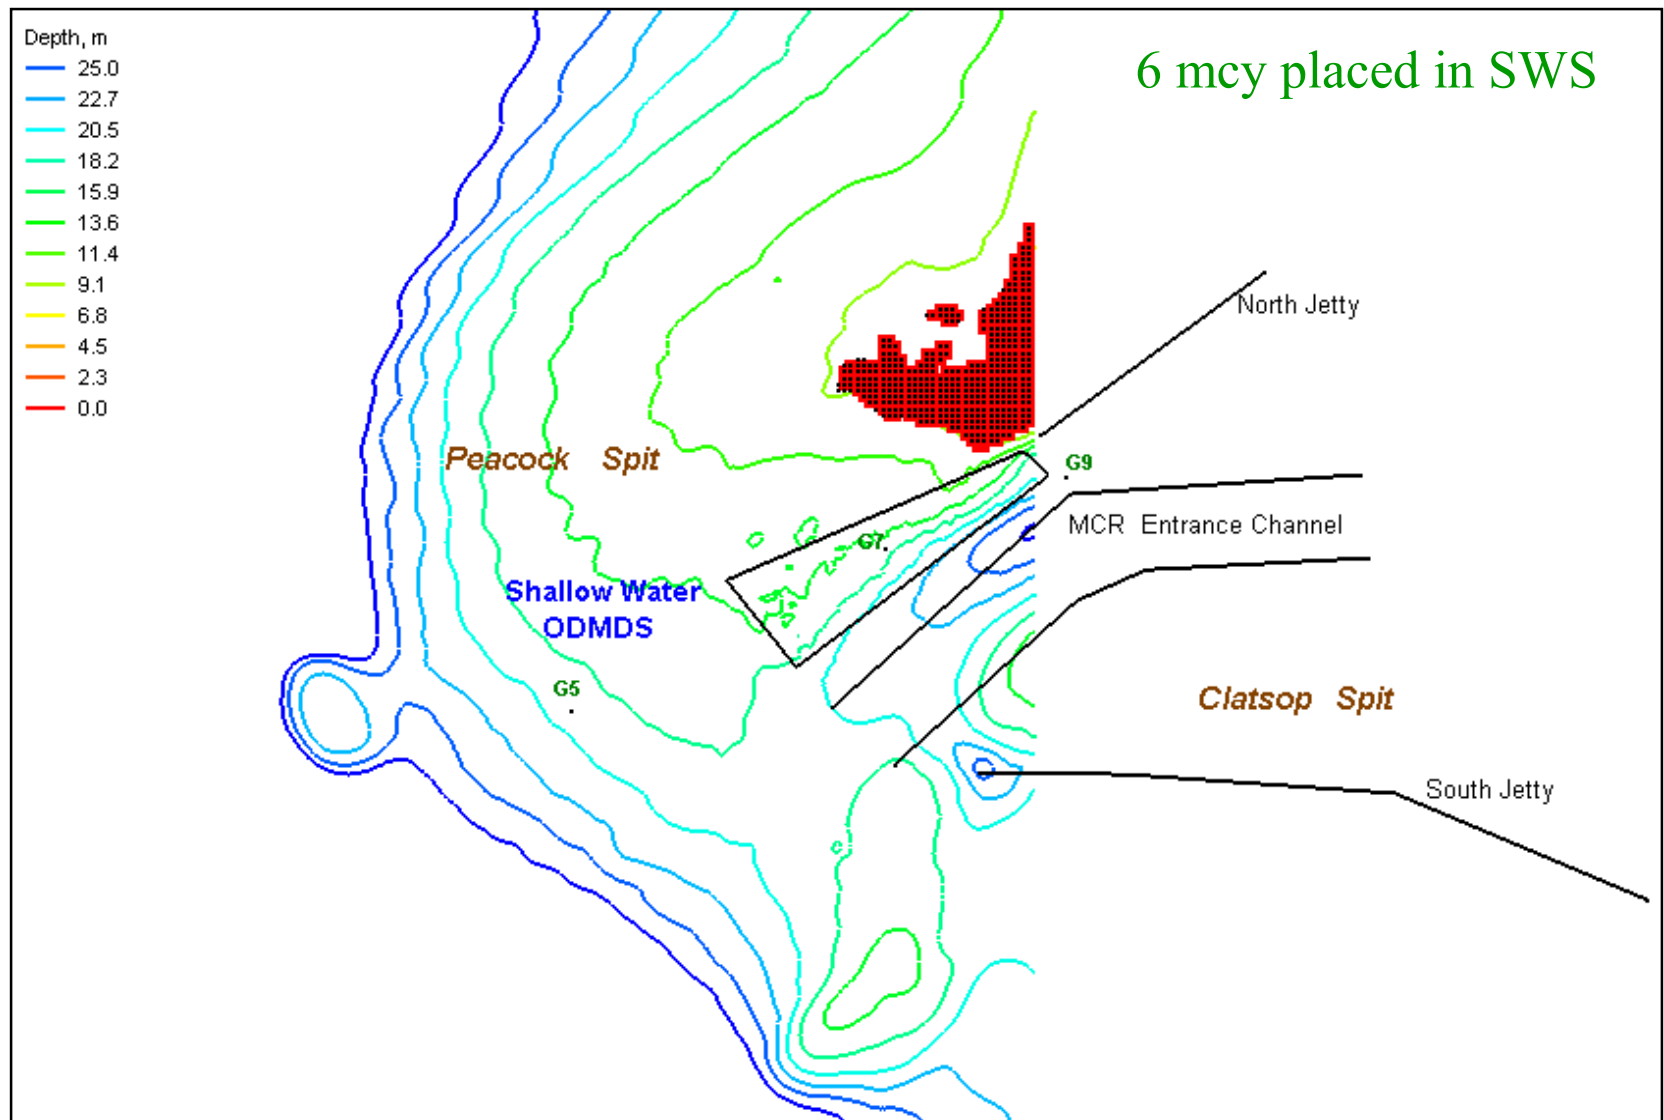 Depth, m
25.0
22.7
20.5
18.2
15.9
13.6
11.4
9.1
6.8
4.5
2.3
0.0
6 mcy placed in SWS
North Jetty
Peacock Spit
G9
MCR Entrance Channel
G7
Shallow Water
ODMDS
G5
Clatsop Spit
South Jetty